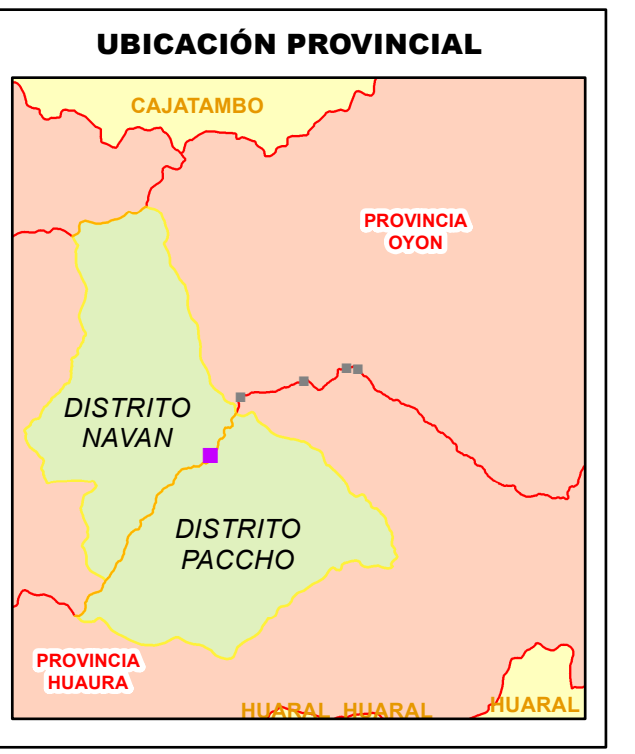 UBICACIÓN PROVINCIAL
CAJATAMBO
PROVINCIA
OYON
DISTRITO
NAVAN
DISTRITO
PACCHO
PROVINCIA
HUAURA
HUARAL
HUARAL
HUARAL